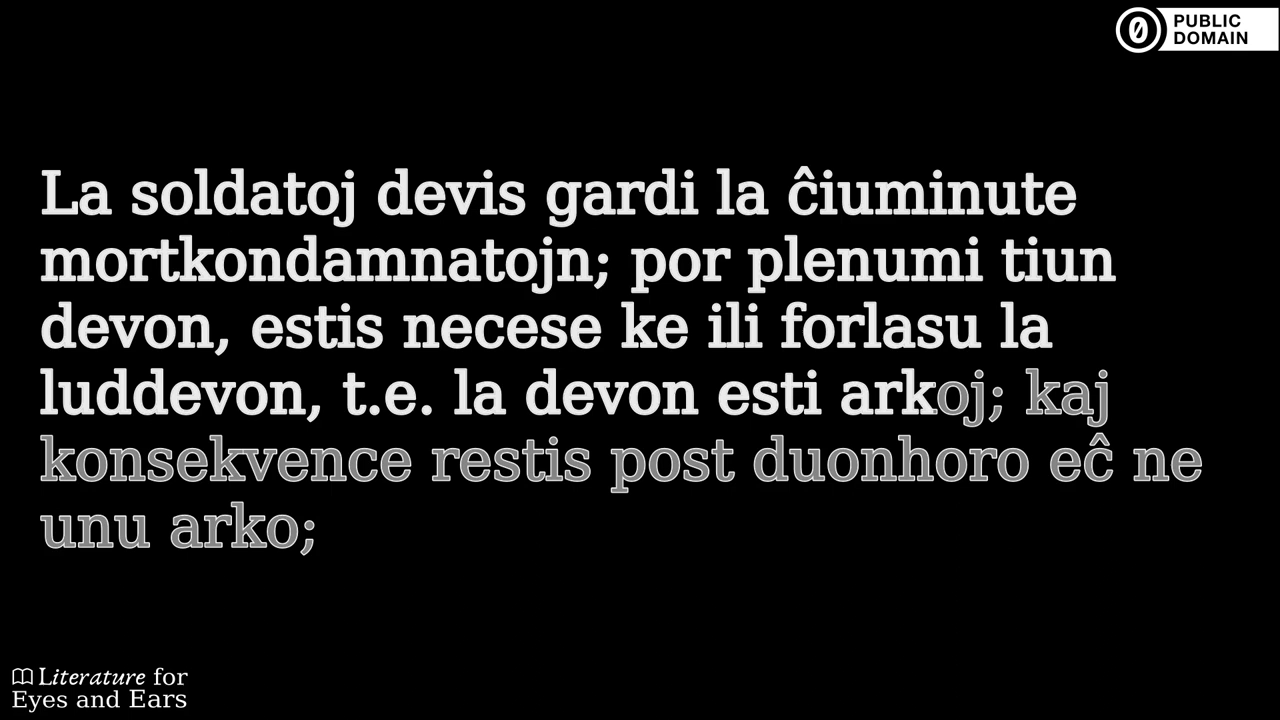 PUBLIC
DOMAIN
La soldatoj devis gardi la ĉiuminute
mortkondamnatojn; por plenumi tiun
devon, estis necese ke ili forlasu la
luddevon, t.e. la devon esti arkoj; kaj
konsekvence restis post duonhoro eĉ ne
unu arko;
Literature for
Eyes and Ears